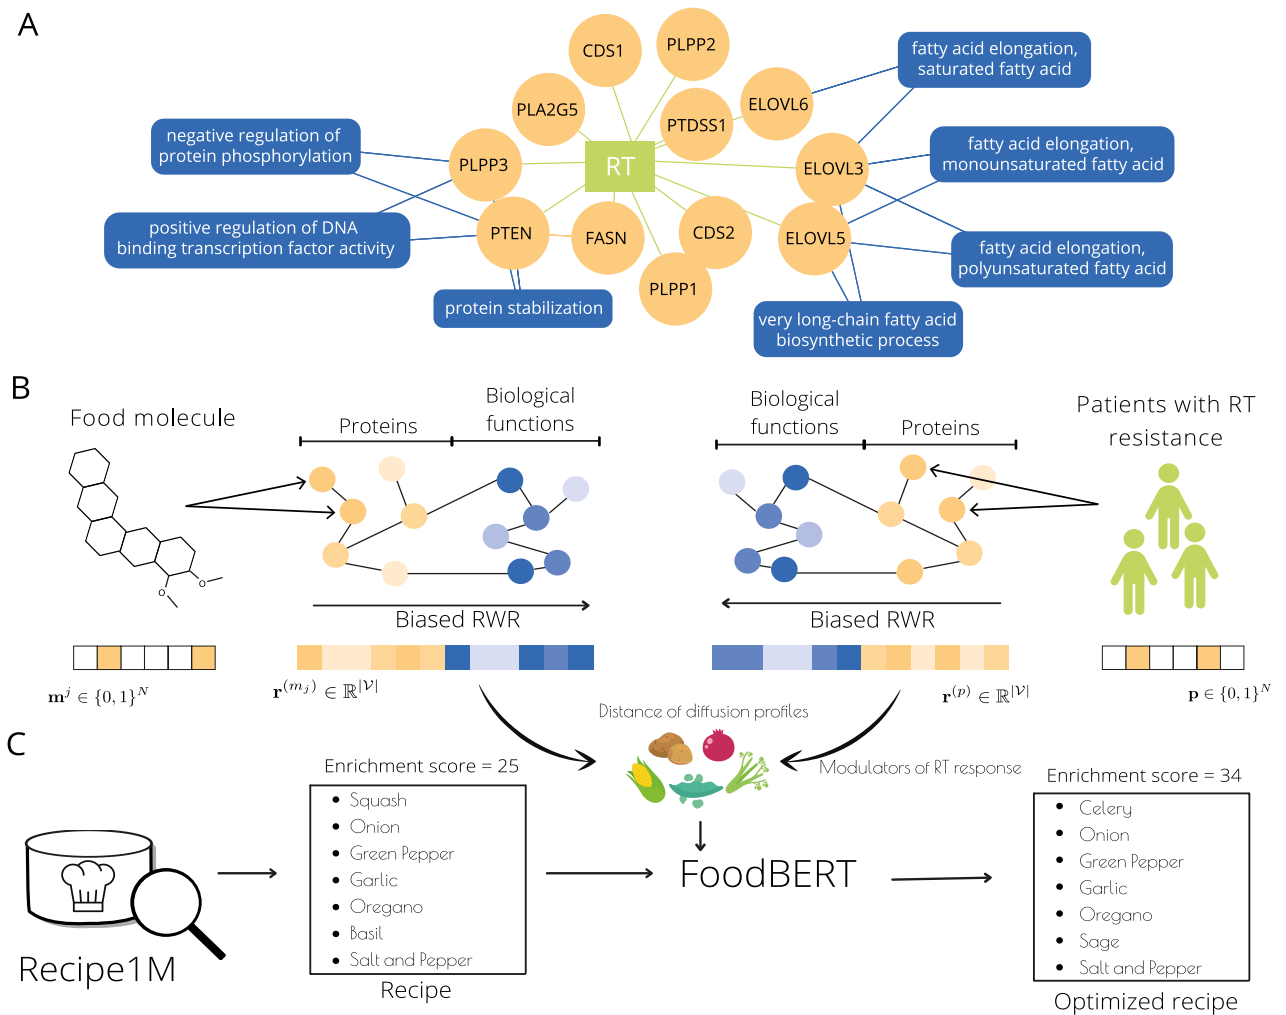 A
CDS1
PLPP2
fatty acid elongation,
saturated fatty acid
PLA2G5
ELOVL6
PTDSS1
negative regulation of
protein phosphorylation
PLPP3
RT
ELOVL3
fatty acid elongation,
monounsaturated fatty acid
positive regulation of DNA
binding transcription factor activity
PTEN
FASN
CDS2
ELOVL5
fatty acid elongation,
polyunsaturated fatty acid
PLPP1
protein stabilization
very long-chain fatty acid
biosynthetic process
B
Food molecule
Proteins
Biological
functions
Biological
functions
Proteins
Patients with RT
resistance
O
O
Biased RWR
Biased RWR
m^j ∈ {0, 1}^N
r^(m_j) ∈ ℝ^|𝒱|
r^(p) ∈ ℝ^|𝒱|
p ∈ {0, 1}^N
Distance of diffusion profiles
Modulators of RT response
C
Enrichment score = 25
Squash
Onion
Green Pepper
Garlic
Oregano
Basil
Salt and Pepper
Recipe
Recipe1M
FoodBERT
Enrichment score = 34
Celery
Onion
Green Pepper
Garlic
Oregano
Sage
Salt and Pepper
Optimized recipe